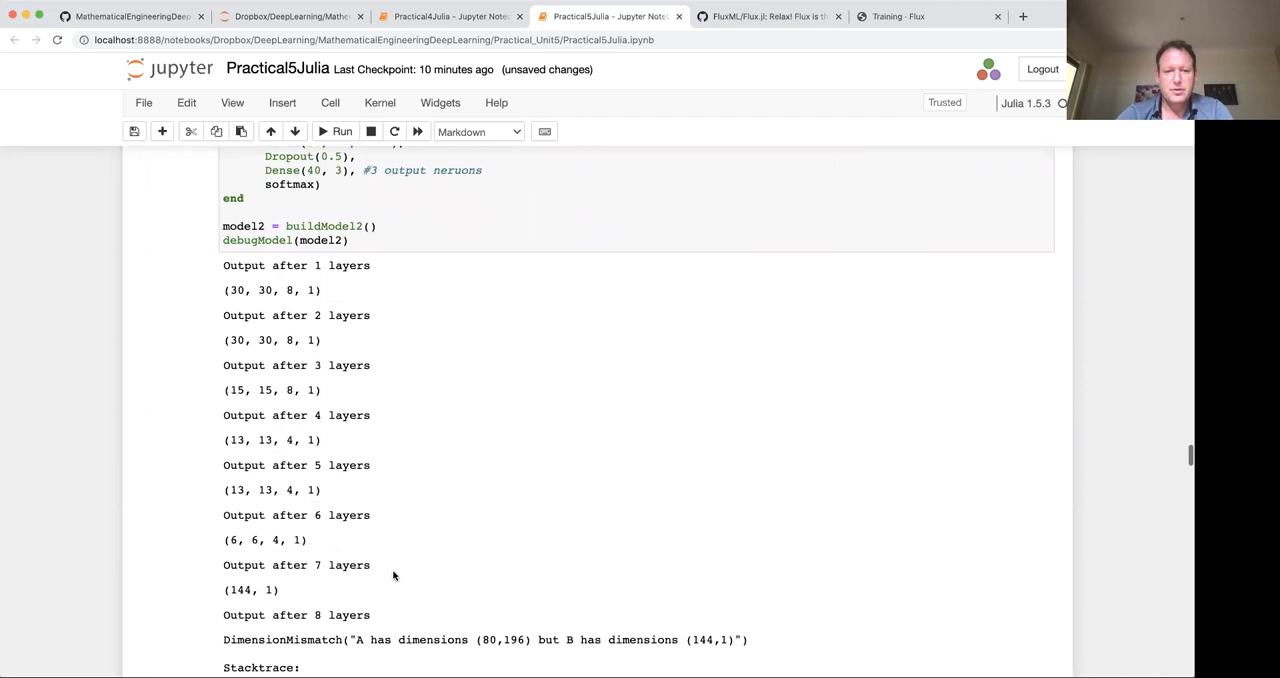 MathematicalEngineeringDeep
Dropbox/DeepLearning/Mathe
Practical4Julia - Jupyter Note
Practical5Julia - Jupyter Note
FluxML/Flux.jl: Relax! Flux is th
Training · Flux
localhost:8888/notebooks/Dropbox/DeepLearning/MathematicalEngineeringDeepLearning/Practical_Unit5/Practical5Julia.ipynb
jupyter Practical5Julia Last Checkpoint: 10 minutes ago (unsaved changes)
Logout
File Edit View Insert Cell Kernel Widgets Help
Trusted
Julia 1.5.3
Run
Markdown
Dropout(0.5),
Dense(40, 3), #3 output neruons
softmax)
end
model2 = buildModel2()
debugModel(model2)
Output after 1 layers
(30, 30, 8, 1)
Output after 2 layers
(30, 30, 8, 1)
Output after 3 layers
(15, 15, 8, 1)
Output after 4 layers
(13, 13, 4, 1)
Output after 5 layers
(13, 13, 4, 1)
Output after 6 layers
(6, 6, 4, 1)
Output after 7 layers
(144, 1)
Output after 8 layers
DimensionMismatch("A has dimensions (80,196) but B has dimensions (144,1)")
Stacktrace: